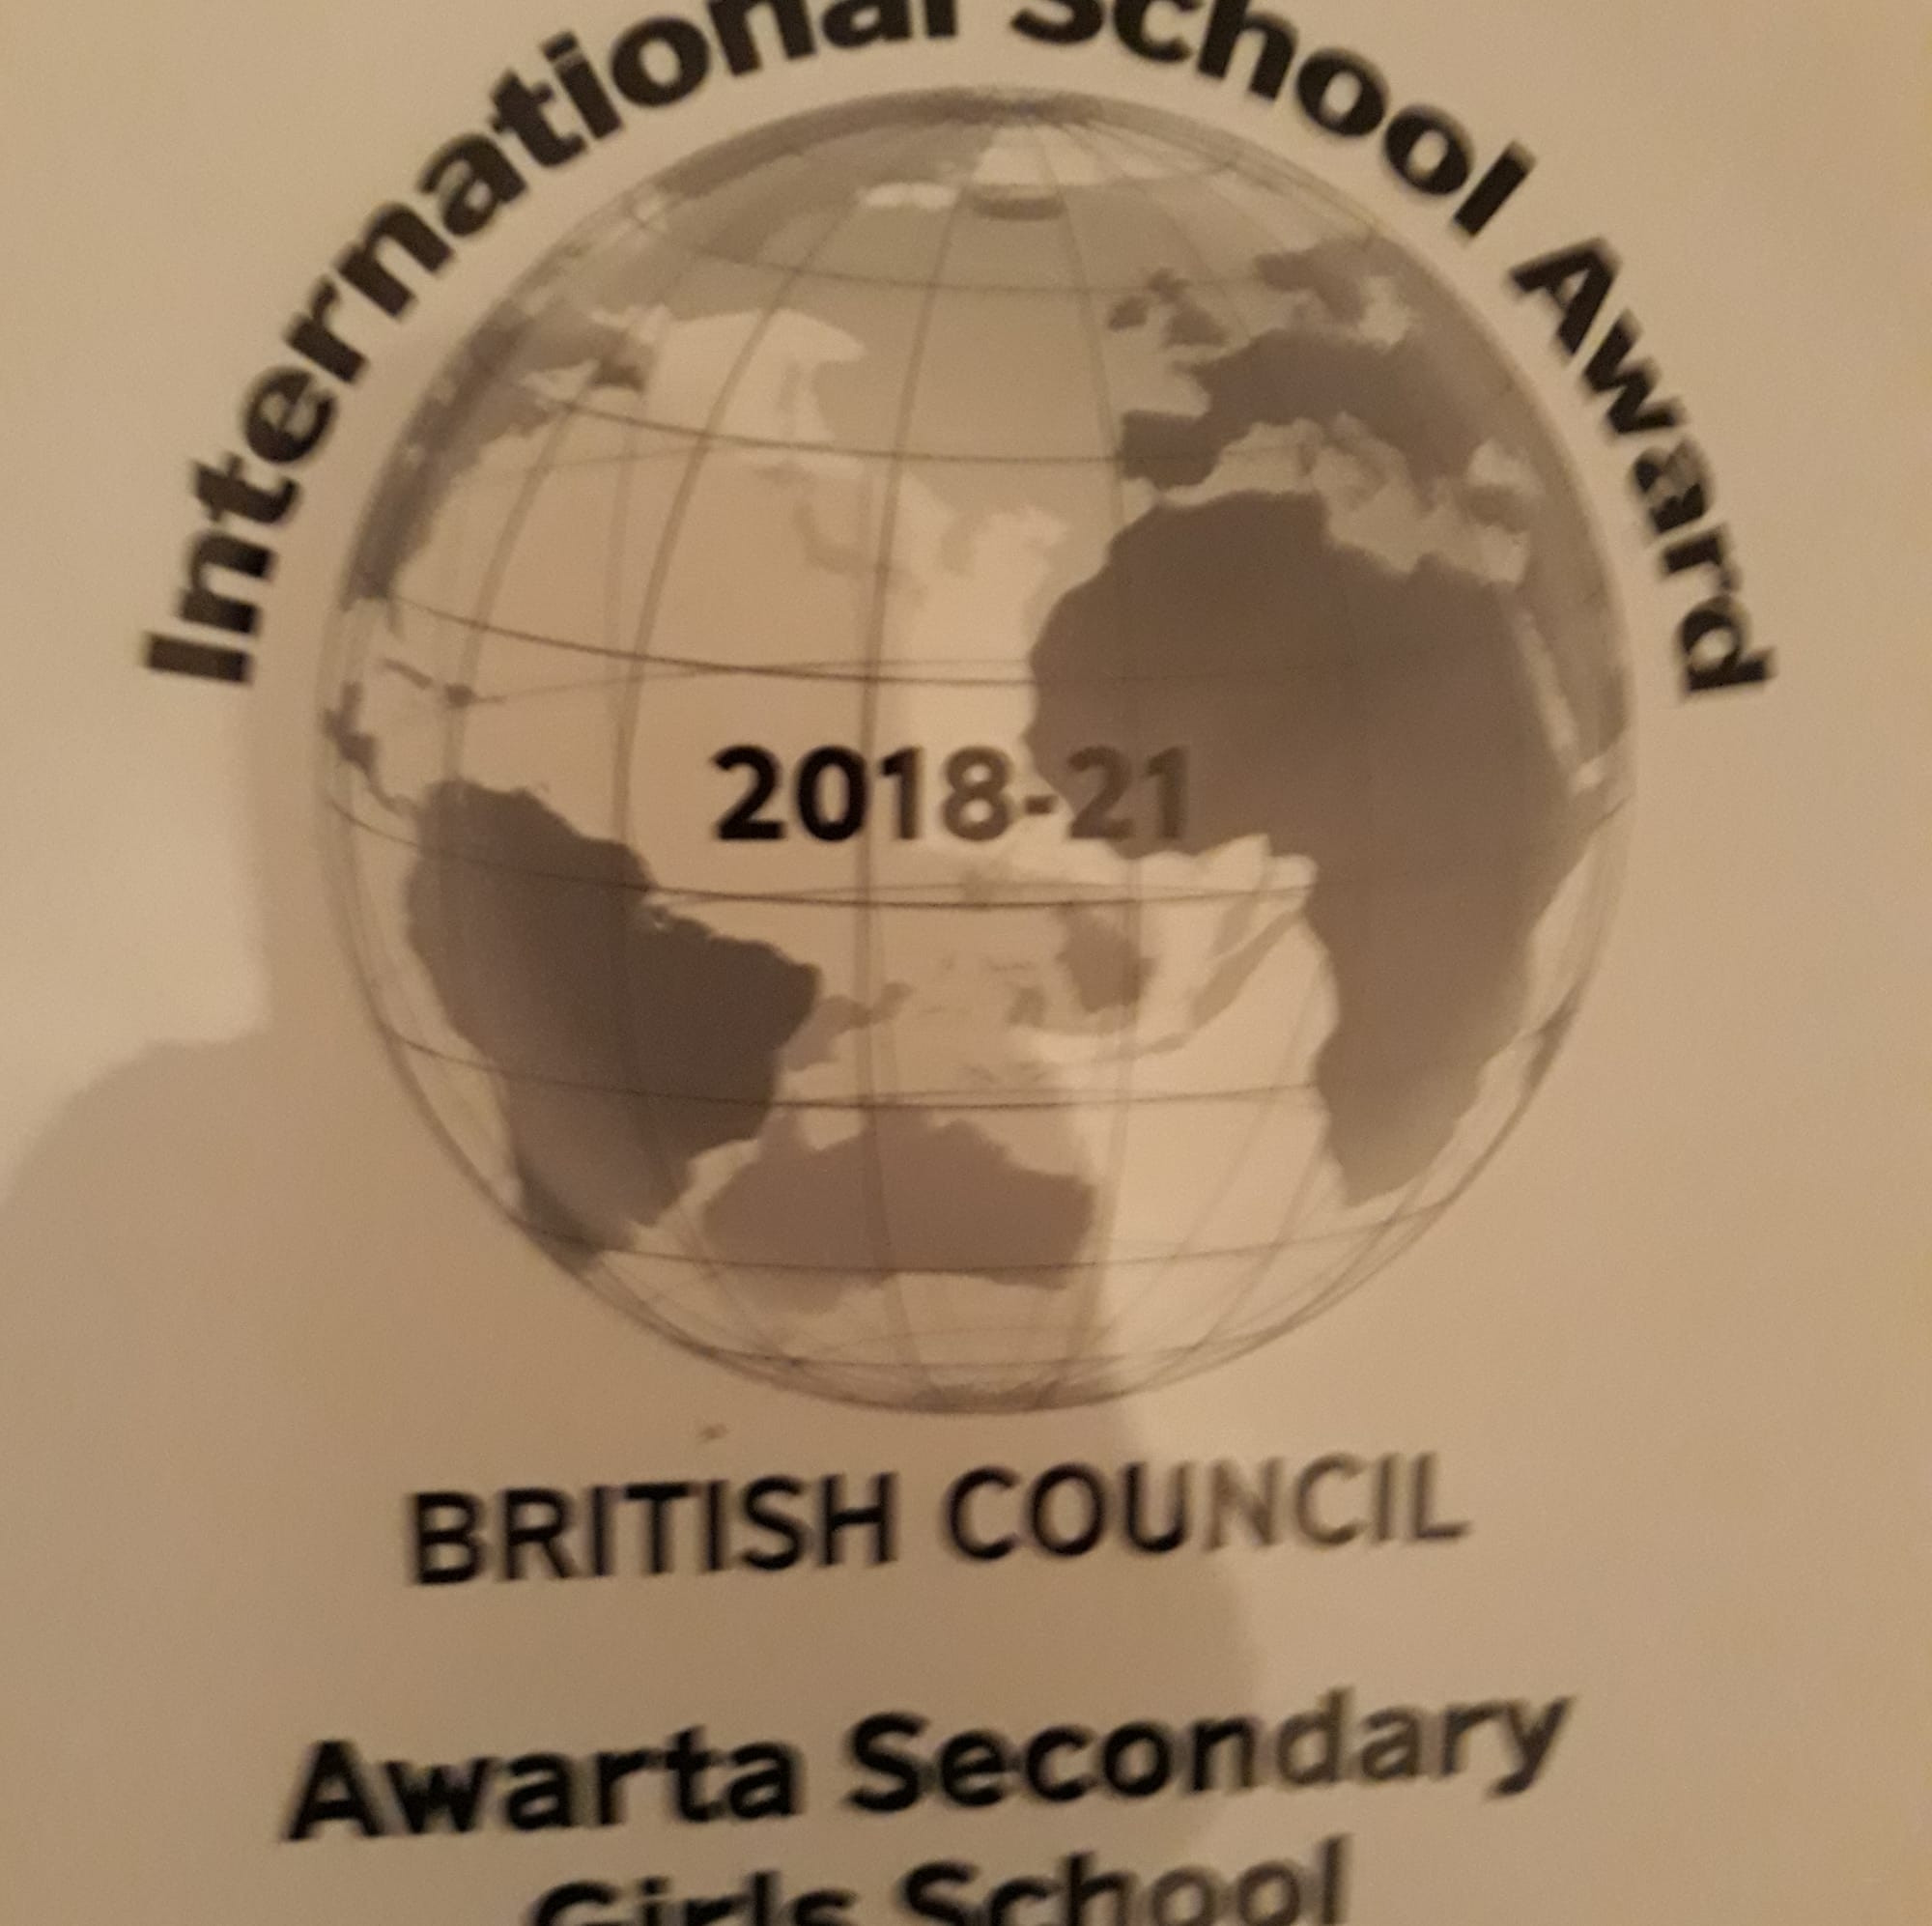 International School Award
2018-21
BRITISH COUNCIL
Awarta Secondary
Girls School